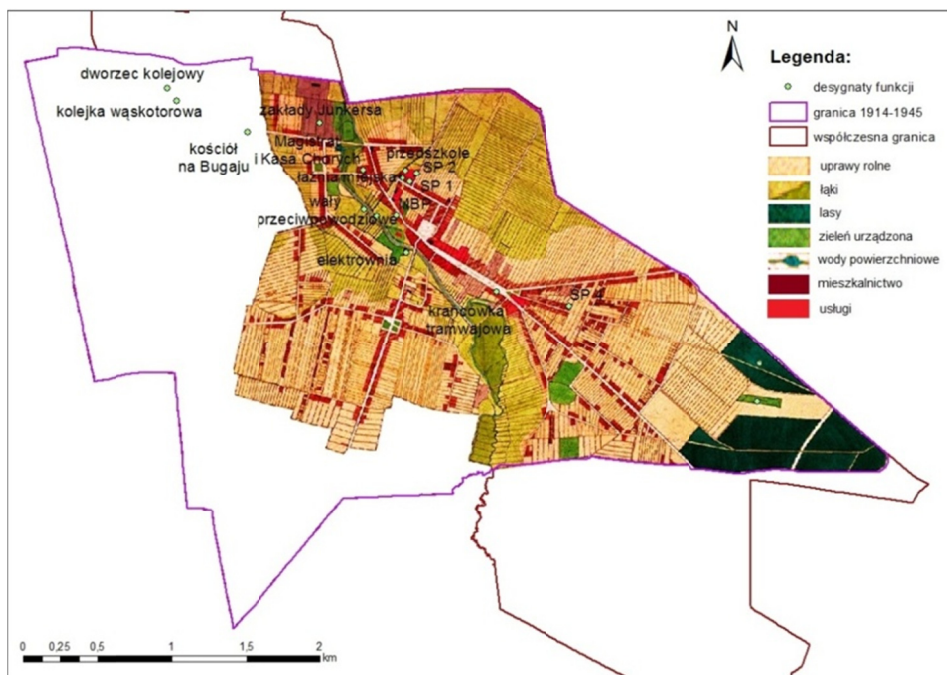 N
Legenda:
desygnaty funkcji
granica 1914-1945
współczesna granica
uprawy rolne
łąki
lasy
zieleń urządzona
wody powierzchniowe
mieszkalnictwo
usługi
dworzec kolejowy
kolejka wąskotorowa
kościół
na Bugaju
zakłady Junkersa
Magistrat
i Kasa Chorych
łaźnia miejska
przedszkole
SP 2
SP 1
NBP
wały
przeciwpowodziowe
elektrownia
krańcówka
tramwajowa
0 0,25 0,5 1 1,5 2
km